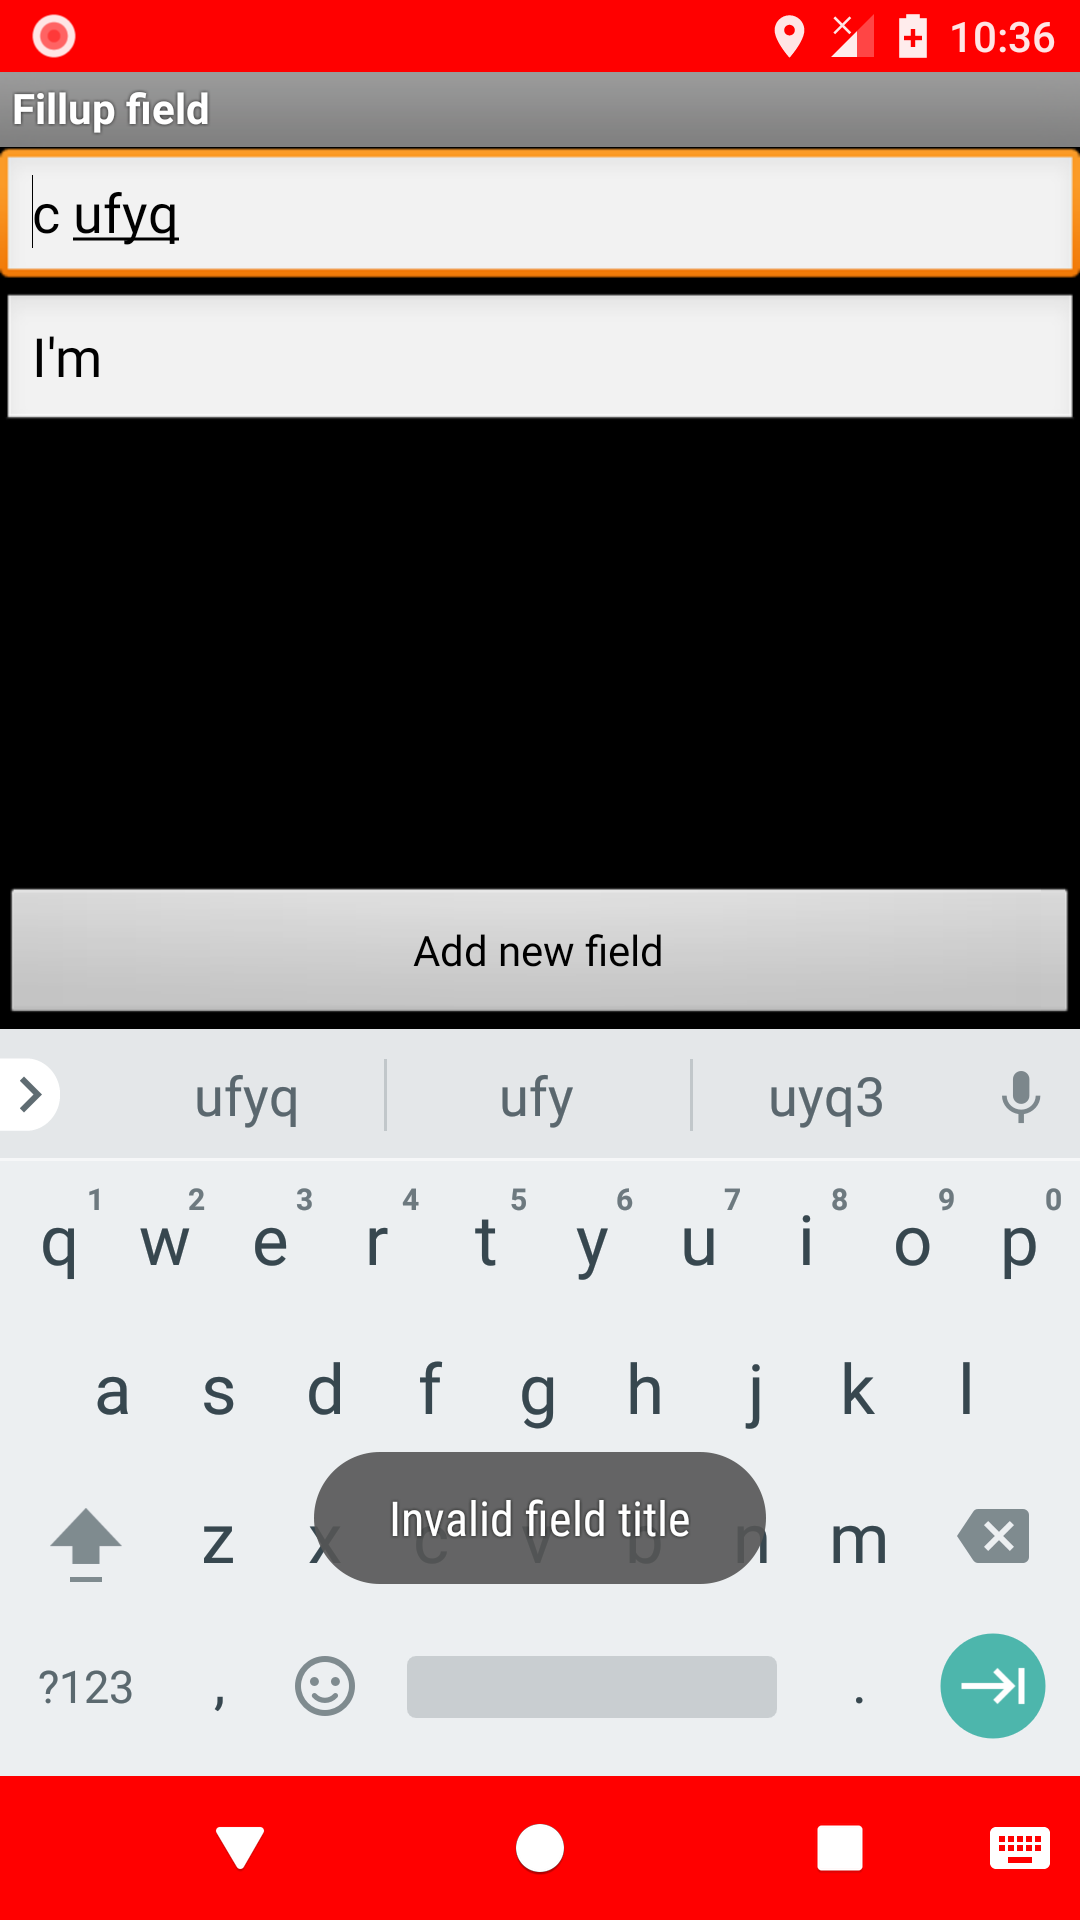 10:36
Fillup field
c ufyq
I'm
Add new field
ufyq ufy uyq3
1 2 3 4 5 6 7 8 9 0
q w e r t y u i o p
a s d f g h j k l
Invalid field title
z x c v b n m
?123 , .